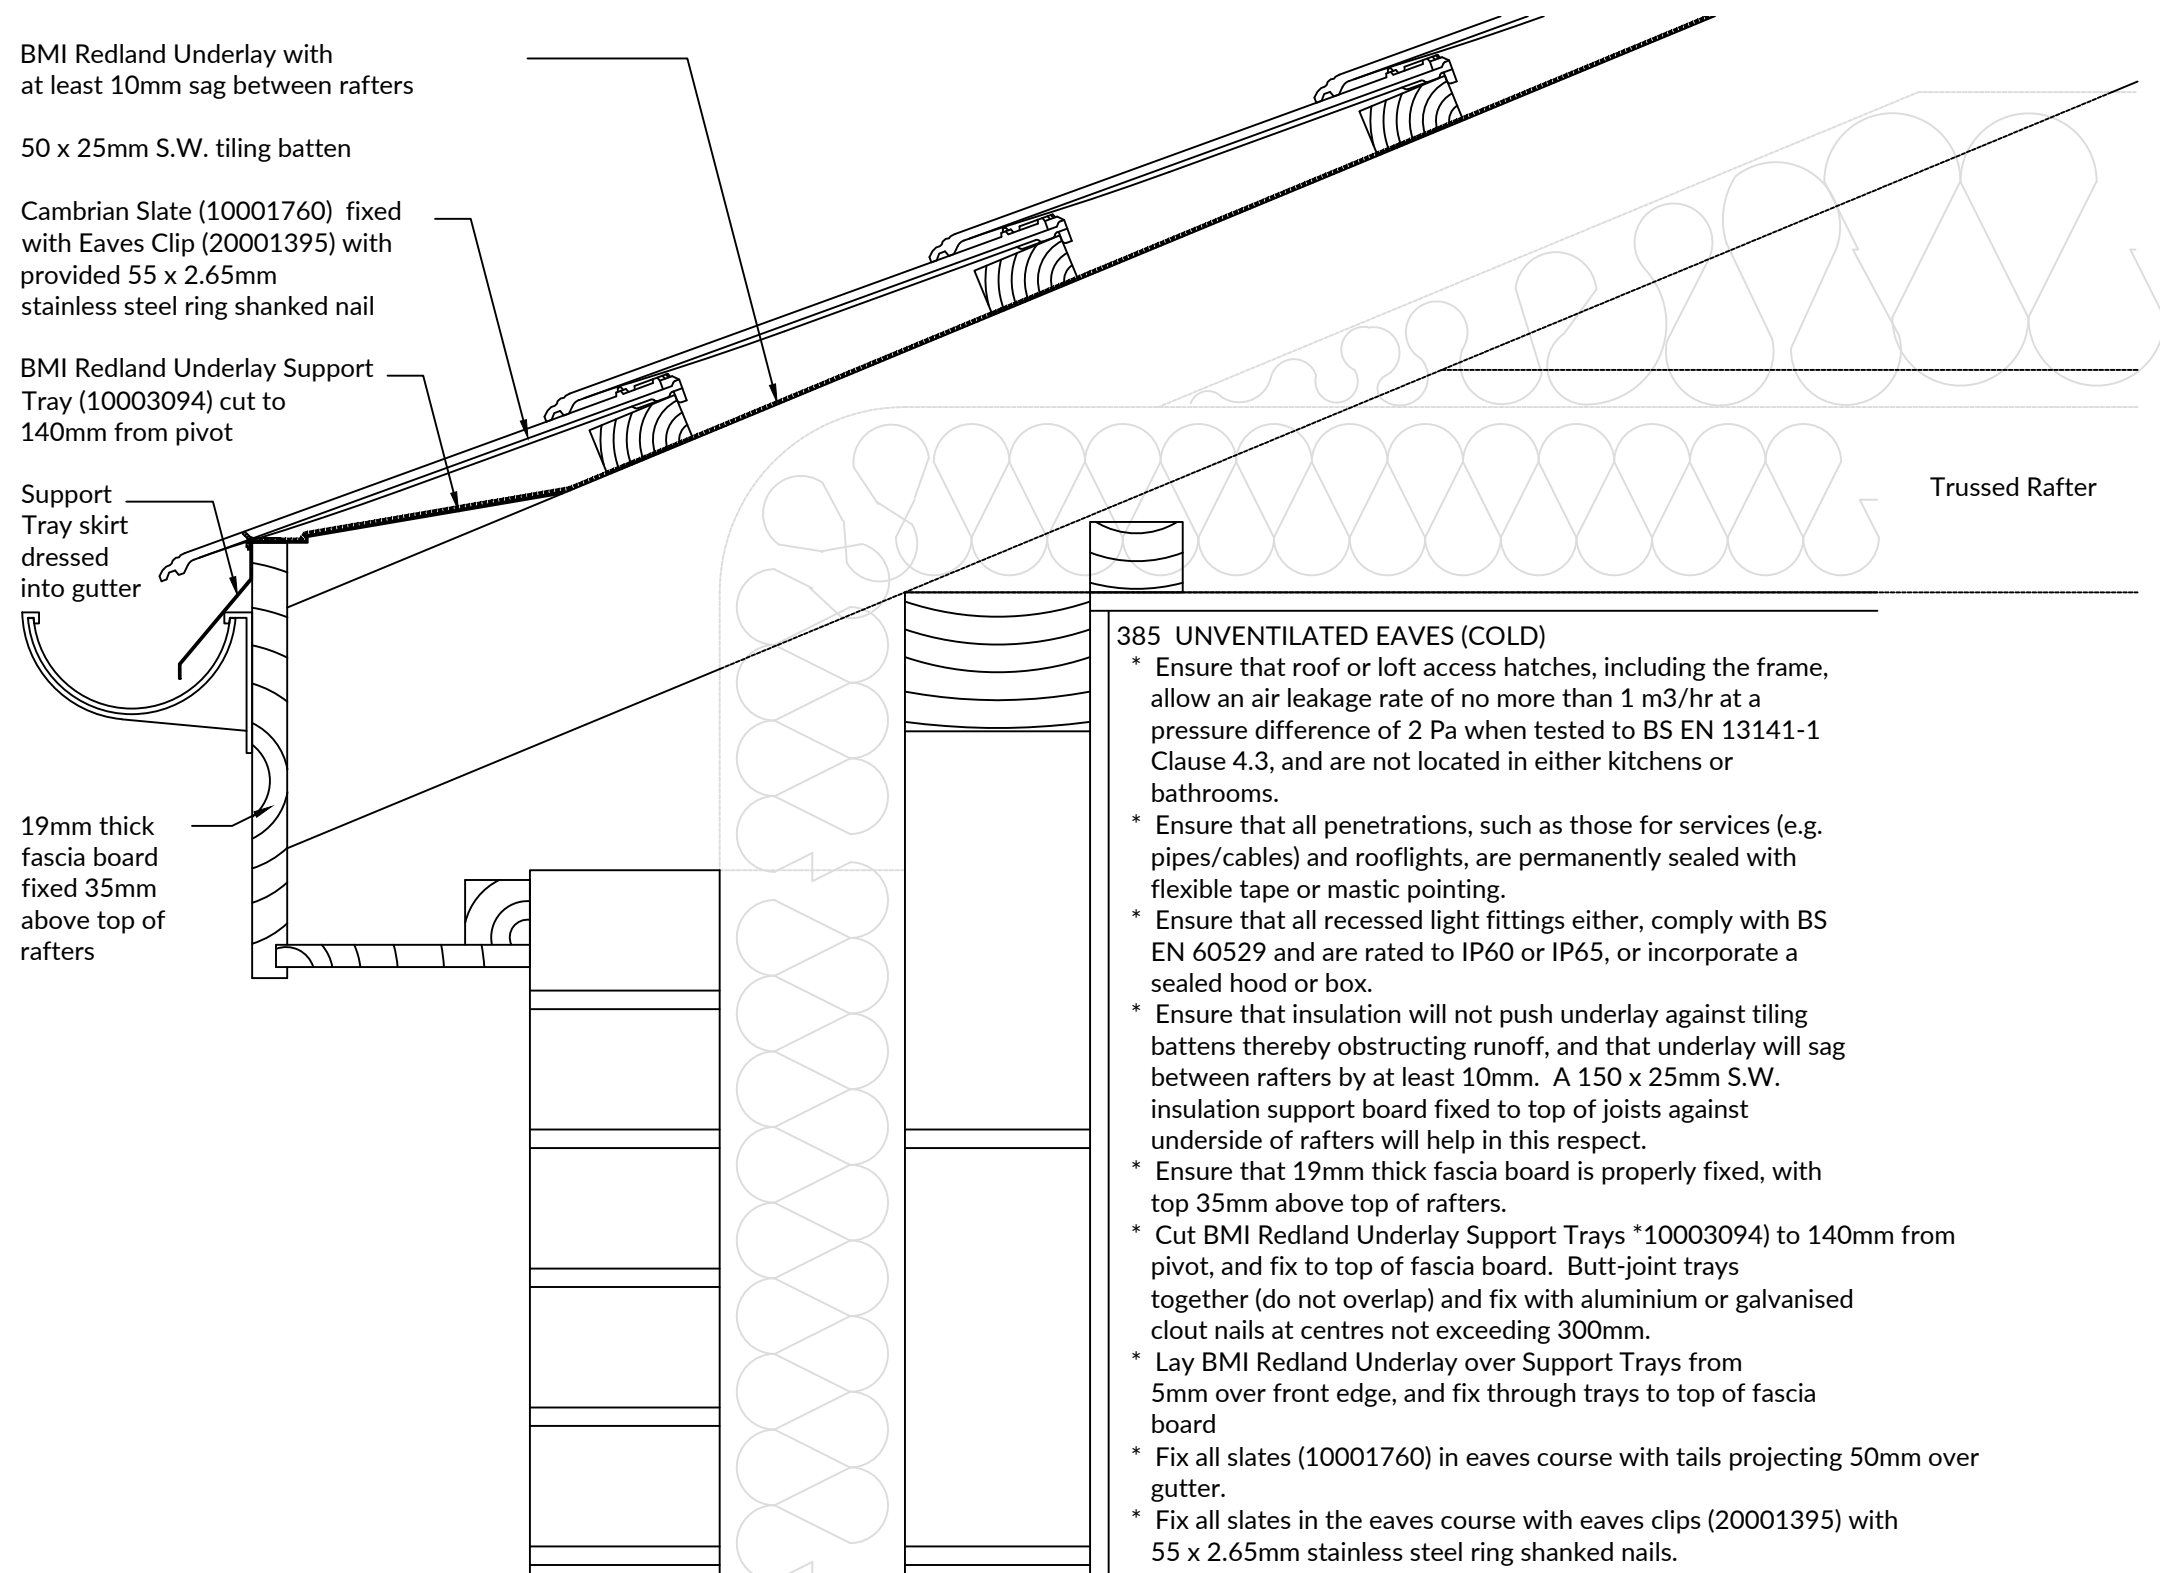 BMI Redland Underlay with
at least 10mm sag between rafters
50 x 25mm S.W. tiling batten
Cambrian Slate (10001760) fixed
with Eaves Clip (20001395) with
provided 55 x 2.65mm
stainless steel ring shanked nail
BMI Redland Underlay Support
Tray (10003094) cut to
140mm from pivot
Support
Tray skirt
dressed
into gutter
19mm thick
fascia board
fixed 35mm
above top of
rafters
Trussed Rafter
385 UNVENTILATED EAVES (COLD)
* Ensure that roof or loft access hatches, including the frame,
allow an air leakage rate of no more than 1 m3/hr at a
pressure difference of 2 Pa when tested to BS EN 13141-1
Clause 4.3, and are not located in either kitchens or
bathrooms.
* Ensure that all penetrations, such as those for services (e.g.
pipes/cables) and rooflights, are permanently sealed with
flexible tape or mastic pointing.
* Ensure that all recessed light fittings either, comply with BS
EN 60529 and are rated to IP60 or IP65, or incorporate a
sealed hood or box.
* Ensure that insulation will not push underlay against tiling
battens thereby obstructing runoff, and that underlay will sag
between rafters by at least 10mm. A 150 x 25mm S.W.
insulation support board fixed to top of joists against
underside of rafters will help in this respect.
* Ensure that 19mm thick fascia board is properly fixed, with
top 35mm above top of rafters.
* Cut BMI Redland Underlay Support Trays *10003094) to 140mm from
pivot, and fix to top of fascia board. Butt-joint trays
together (do not overlap) and fix with aluminium or galvanised
clout nails at centres not exceeding 300mm.
* Lay BMI Redland Underlay over Support Trays from
5mm over front edge, and fix through trays to top of fascia
board
* Fix all slates (10001760) in eaves course with tails projecting 50mm over
gutter.
* Fix all slates in the eaves course with eaves clips (20001395) with
55 x 2.65mm stainless steel ring shanked nails.